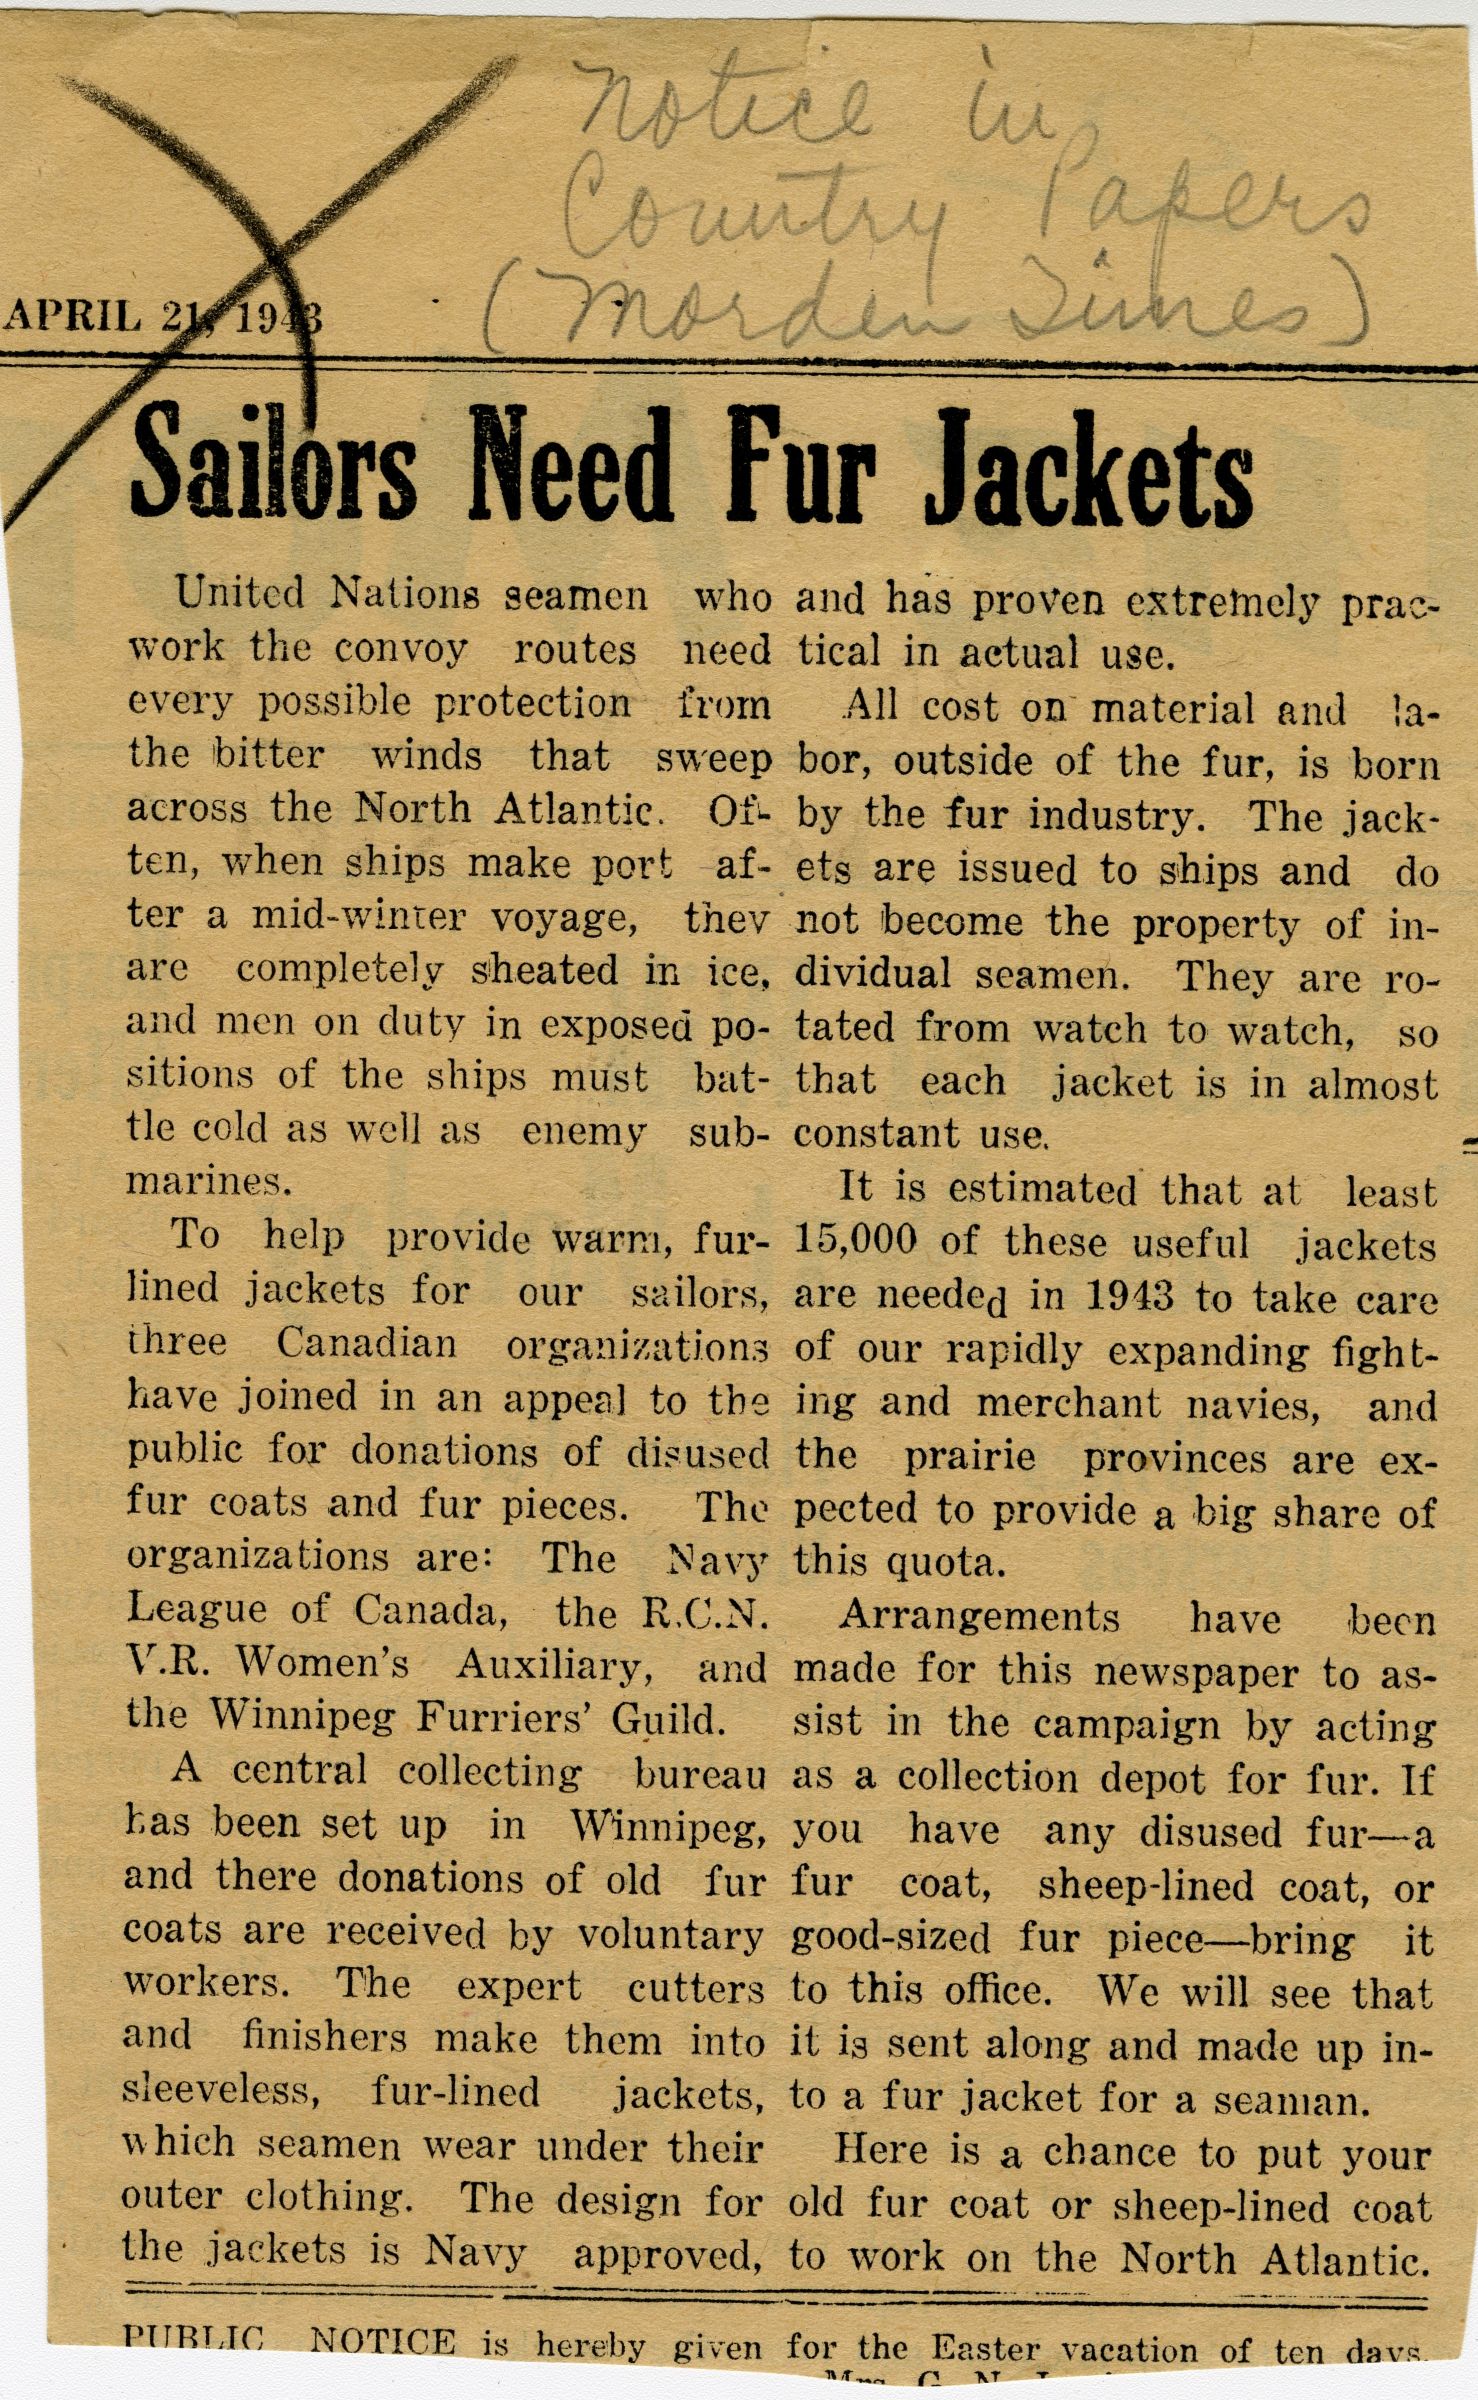 Notice in
Country Papers
(Morden Times)
APRIL 21, 1943
Sailors Need Fur Jackets
United Nations seamen who
work the convoy routes need
every possible protection from
the bitter winds that sweep
across the North Atlantic. Of-
ten, when ships make port af-
ter a mid-winter voyage, they
are completely sheated in ice,
and men on duty in exposed po-
sitions of the ships must bat-
tle cold as well as enemy sub-
marines.
To help provide warm, fur-
lined jackets for our sailors,
three Canadian organizations
have joined in an appeal to the
public for donations of disused
fur coats and fur pieces. The
organizations are: The Navy
League of Canada, the R.C.N.
V.R. Women's Auxiliary, and
the Winnipeg Furriers' Guild.
A central collecting bureau
has been set up in Winnipeg,
and there donations of old fur
coats are received by voluntary
workers. The expert cutters
and finishers make them into
sleeveless, fur-lined jackets,
which seamen wear under their
outer clothing. The design for
the jackets is Navy approved,
and has proven extremely prac-
tical in actual use.
All cost on material and la-
bor, outside of the fur, is born
by the fur industry. The jack-
ets are issued to ships and do
not become the property of in-
dividual seamen. They are ro-
tated from watch to watch, so
that each jacket is in almost
constant use.
It is estimated that at least
15,000 of these useful jackets
are needed in 1943 to take care
of our rapidly expanding fight-
ing and merchant navies, and
the prairie provinces are ex-
pected to provide a big share of
this quota.
Arrangements have been
made for this newspaper to as-
sist in the campaign by acting
as a collection depot for fur. If
you have any disused fur—a
fur coat, sheep-lined coat, or
good-sized fur piece—bring it
to this office. We will see that
it is sent along and made up in-
to a fur jacket for a seaman.
Here is a chance to put your
old fur coat or sheep-lined coat
to work on the North Atlantic.
PUBLIC NOTICE is hereby given
for the Easter vacation of ten days.
Mrs. G. N.